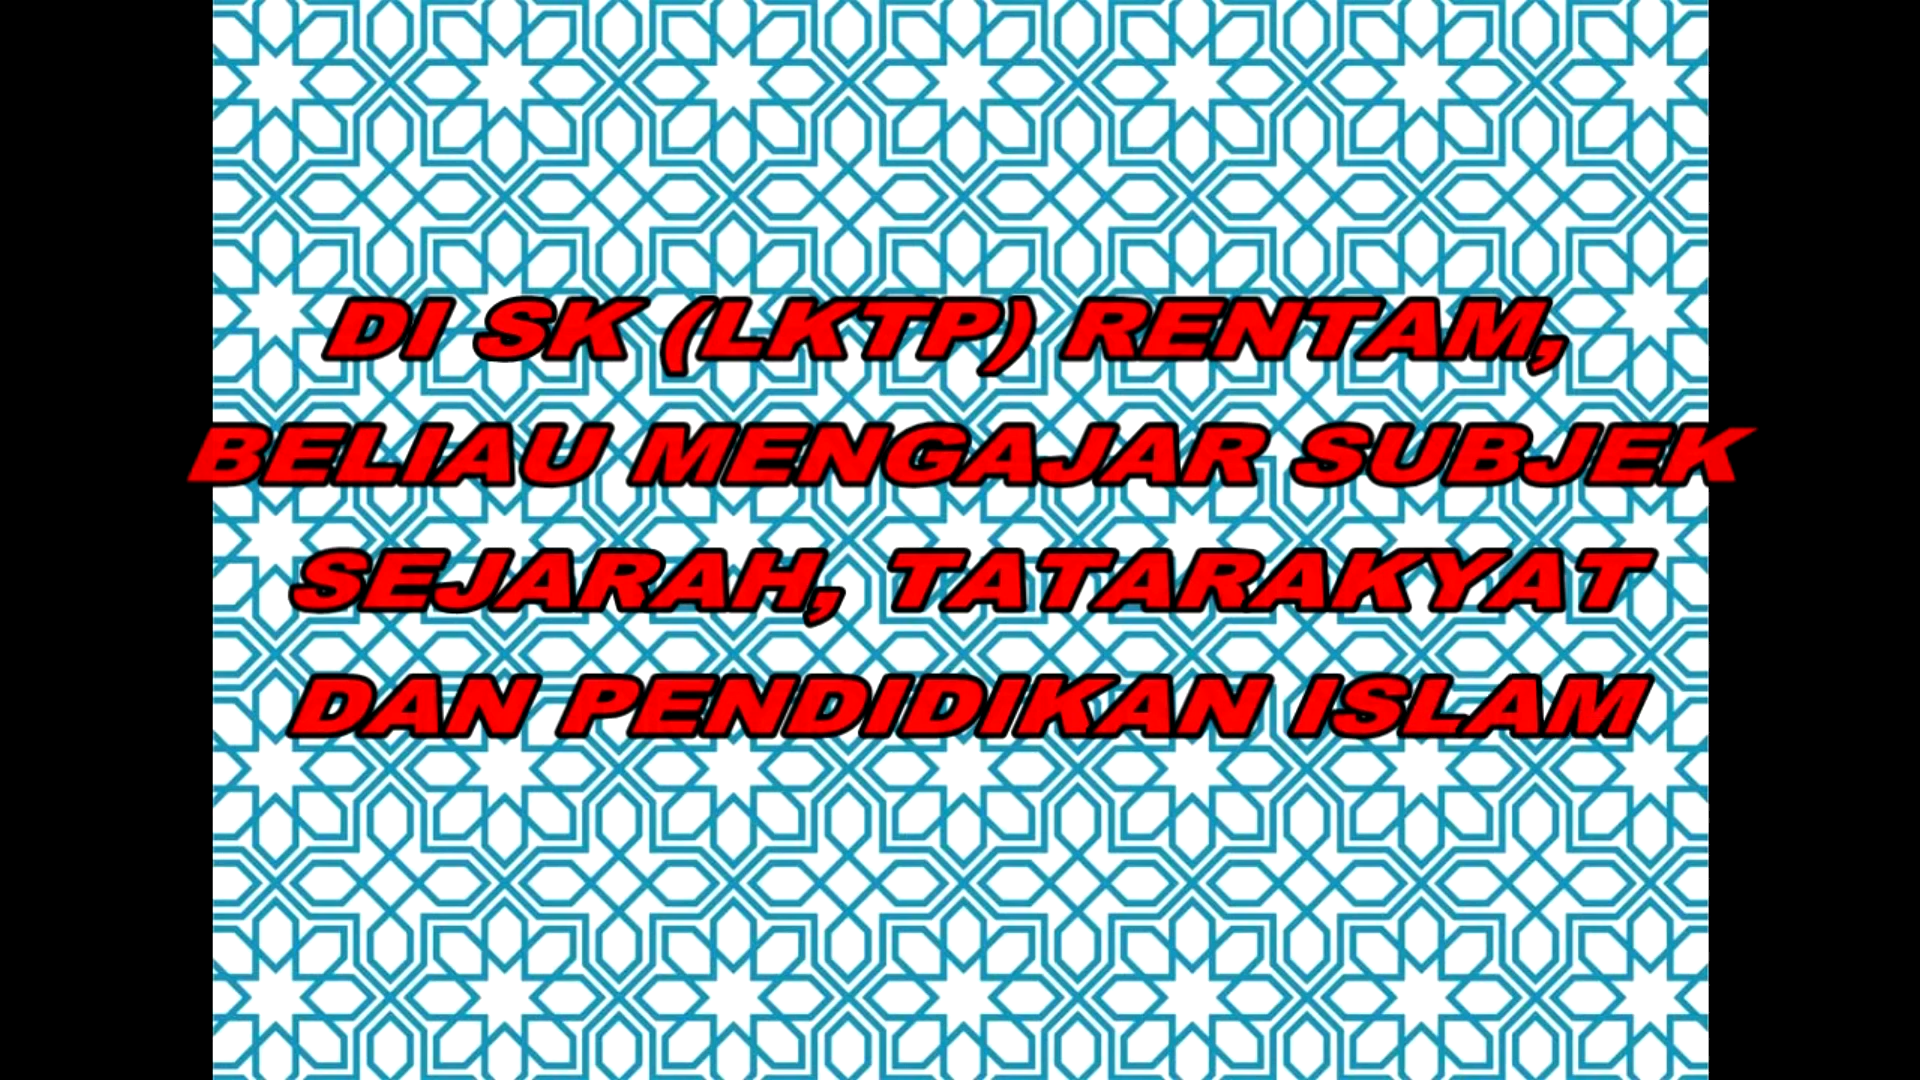 DI SK (LKTP) RENTAM,
BELIAU MENGAJAR SUBJEK
SEJARAH, TATARAKYAT
DAN PENDIDIKAN ISLAM